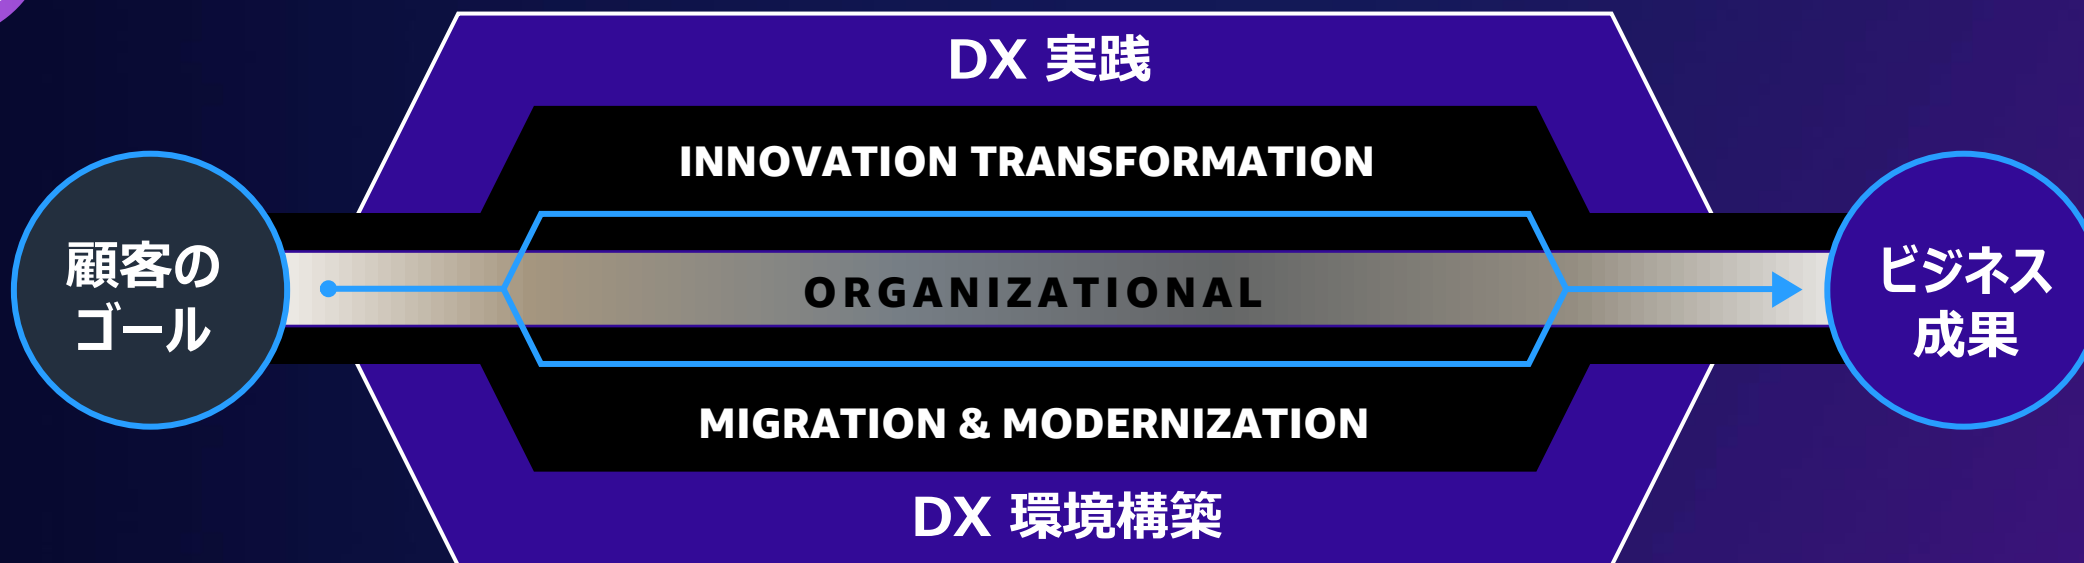 DX 実践
INNOVATION TRANSFORMATION
顧客の
ゴール
ORGANIZATIONAL
ビジネス
成果
MIGRATION & MODERNIZATION
DX 環境構築